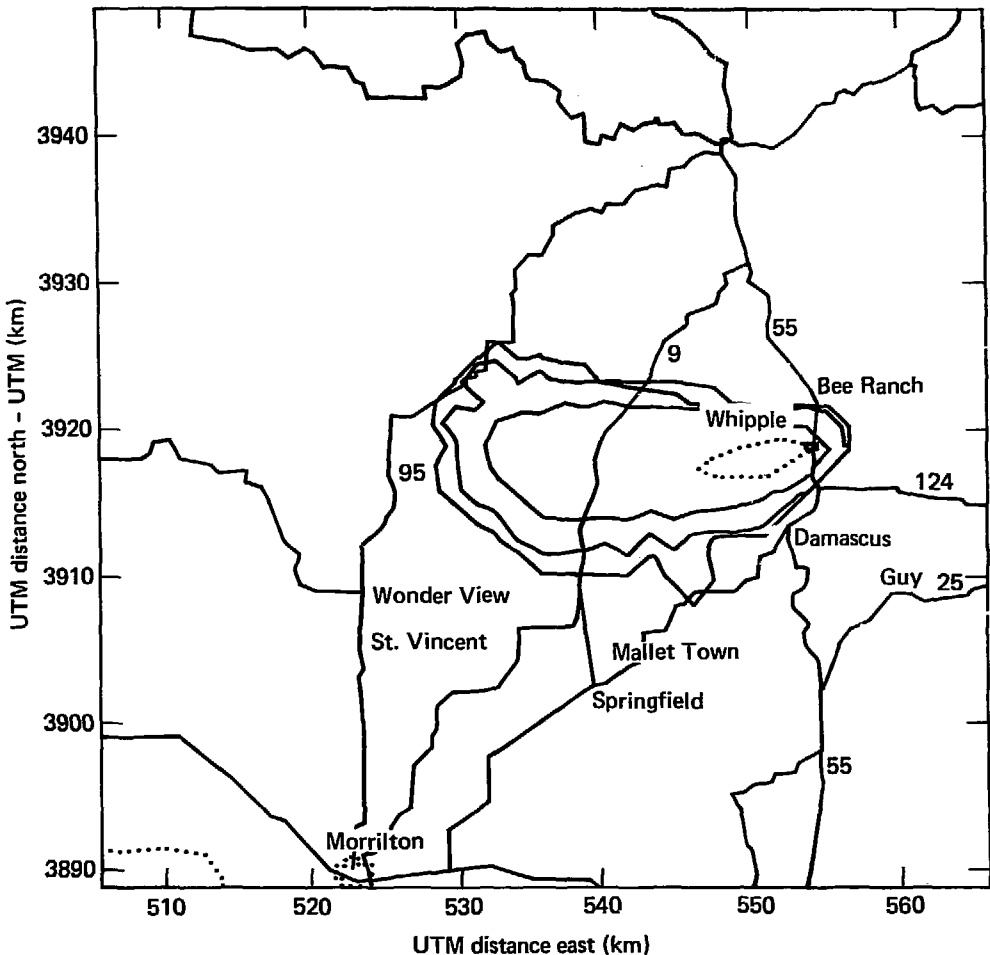 3940
3930
55
9
Bee Ranch
3920
Whipple
95
124
Damascus
3910
Guy 25
Wonder View
St. Vincent
Mallet Town
Springfield
3900
55
Morrilton
3890
510 520 530 540 550 560
UTM distance east (km)
UTM distance north - UTM (km)